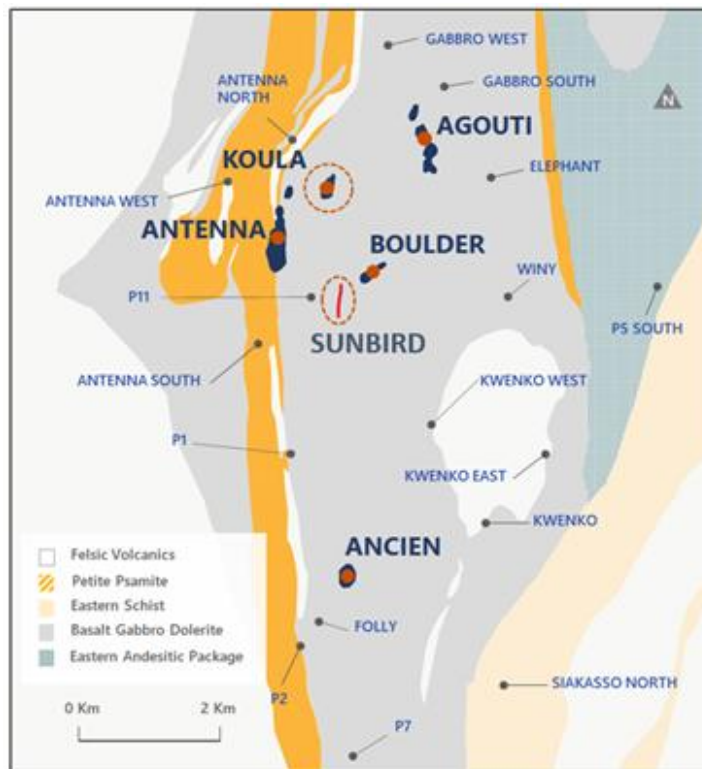 GABBRO WEST
ANTENNA
NORTH
GABBRO SOUTH
N
AGOUTI
KOULA
ELEPHANT
ANTENNA WEST
ANTENNA
BOULDER
WINY
P11
P5 SOUTH
SUNBIRD
ANTENNA SOUTH
KWENKO WEST
P1
KWENKO EAST
KWENKO
ANCIEN
Felsic Volcanics
Petite Psamite
Eastern Schist
Basalt Gabbro Dolerite
Eastern Andesitic Package
FOLLY
SIAKASSO NORTH
P2
0 Km
2 Km
P7